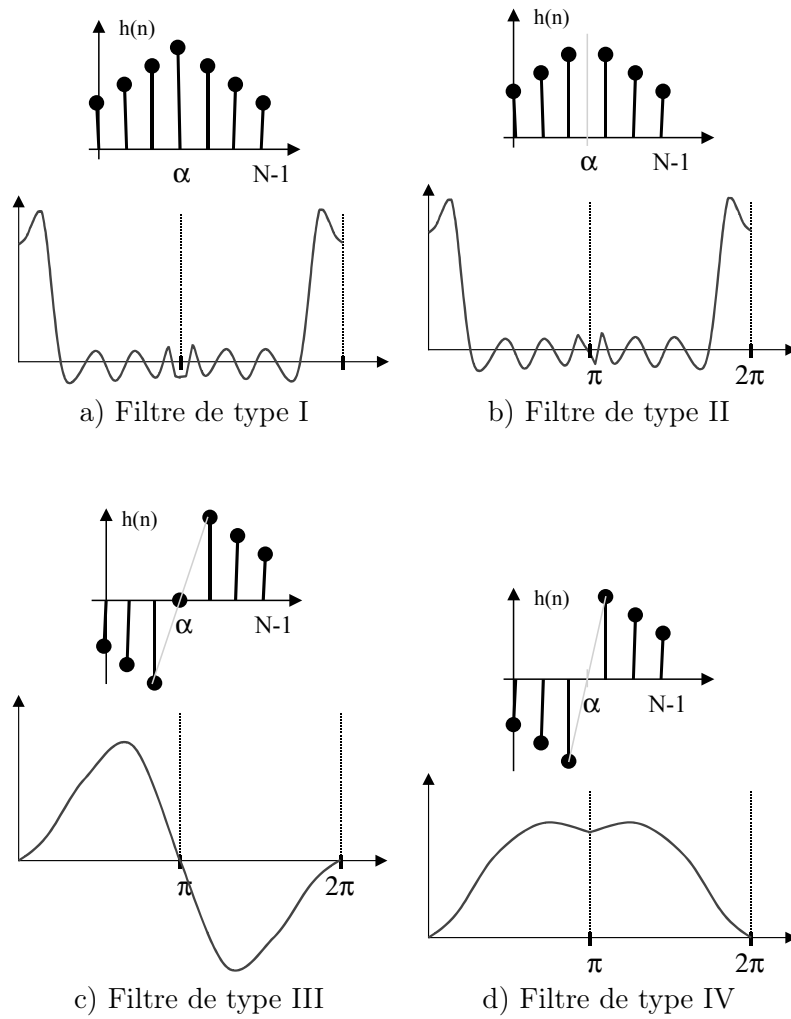 h(n)
α N-1
a) Filtre de type I
h(n)
α N-1
π 2π
b) Filtre de type II
h(n)
α N-1
π 2π
c) Filtre de type III
h(n)
α N-1
π 2π
d) Filtre de type IV